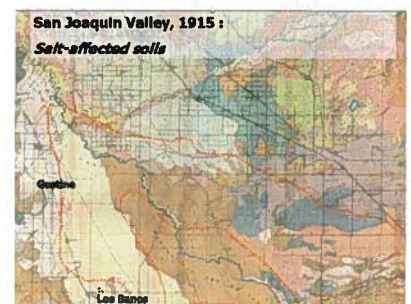 San Joaquin Valley, 1915 :
Salt-affected soils
Gustine
Los Banos